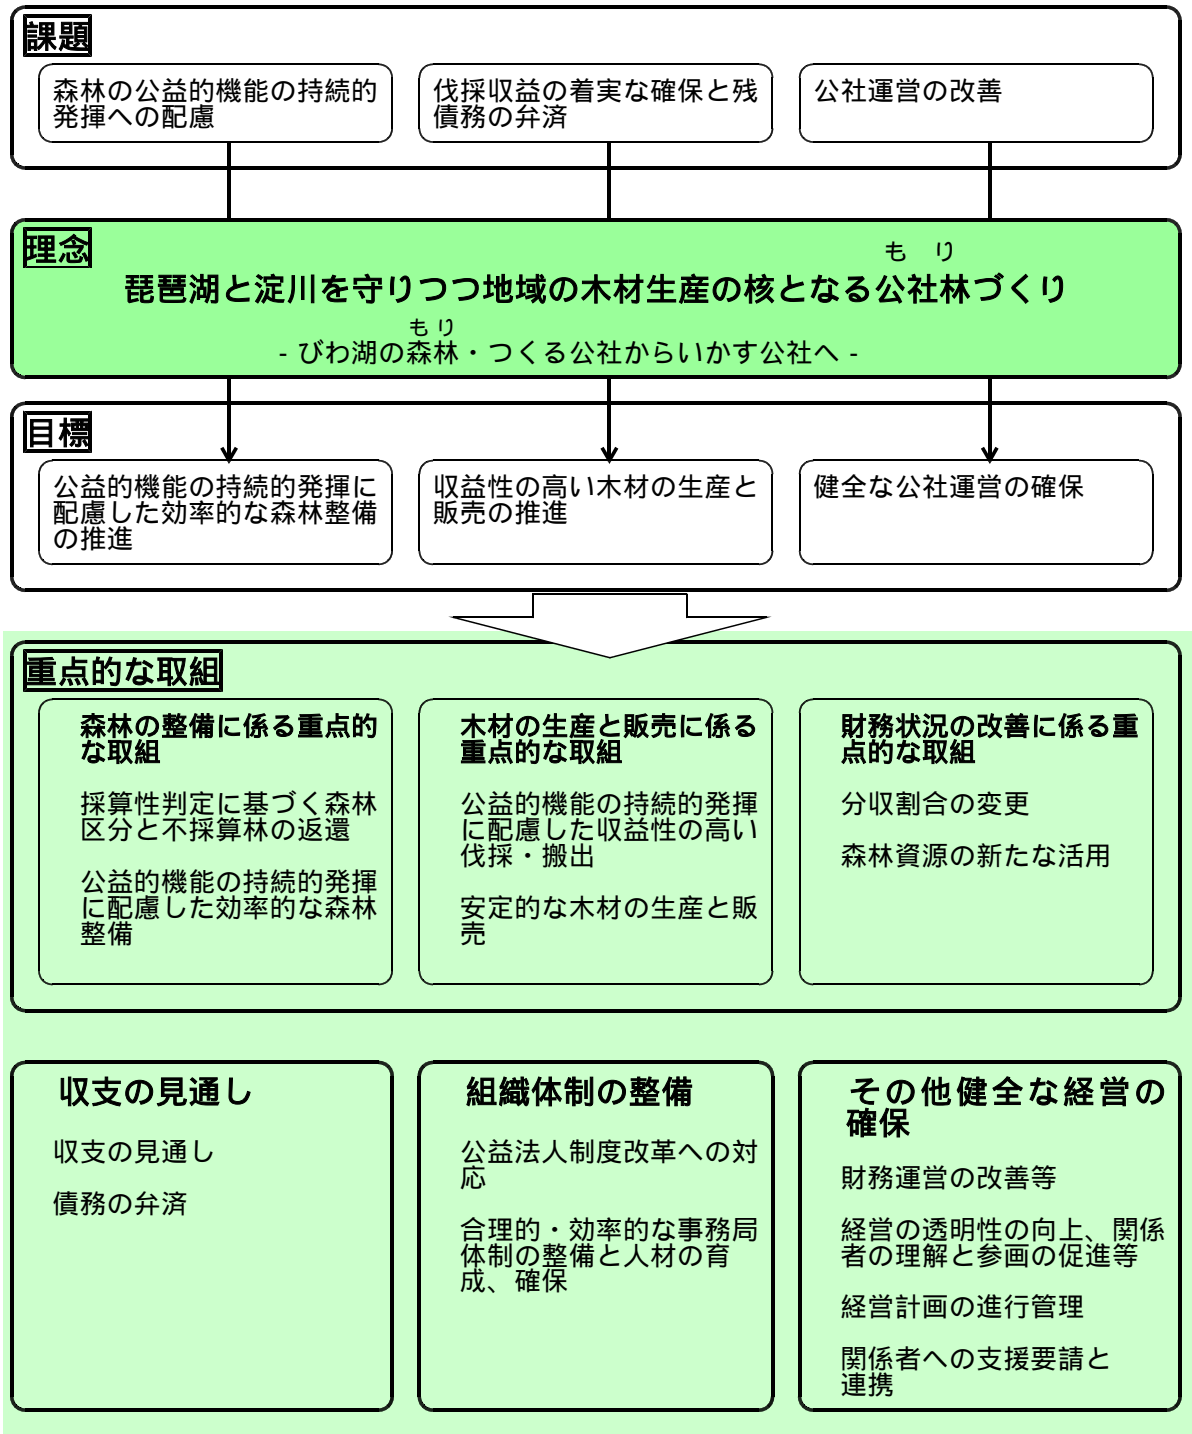 課題
森林の公益的機能の持続的
発揮への配慮
伐採収益の着実な確保と残
債務の弁済
公社運営の改善
理念
もり
琵琶湖と淀川を守りつつ地域の木材生産の核となる公社林づくり
もり
- びわ湖の森林・つくる公社からいかす公社へ -
目標
公益的機能の持続的発揮に
配慮した効率的な森林整備
の推進
収益性の高い木材の生産と
販売の推進
健全な公社運営の確保
重点的な取組
森林の整備に係る重点的
な取組
採算性判定に基づく森林
区分と不採算林の返還
公益的機能の持続的発揮
に配慮した効率的な森林
整備
木材の生産と販売に係る
重点的な取組
公益的機能の持続的発揮
に配慮した収益性の高い
伐採・搬出
安定的な木材の生産と販
売
財務状況の改善に係る重
点的な取組
分収割合の変更
森林資源の新たな活用
収支の見通し
収支の見通し
債務の弁済
組織体制の整備
公益法人制度改革への対
応
合理的・効率的な事務局
体制の整備と人材の育
成、確保
その他健全な経営の
確保
財務運営の改善等
経営の透明性の向上、関係
者の理解と参画の促進等
経営計画の進行管理
関係者への支援要請と
連携